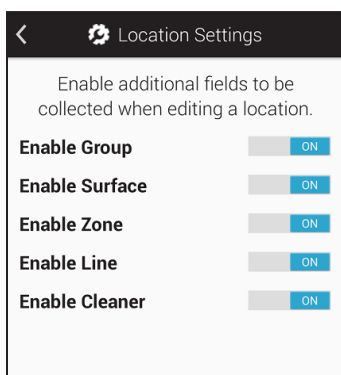 Location Settings
Enable additional fields to be
collected when editing a location.
Enable Group ON
Enable Surface ON
Enable Zone ON
Enable Line ON
Enable Cleaner ON